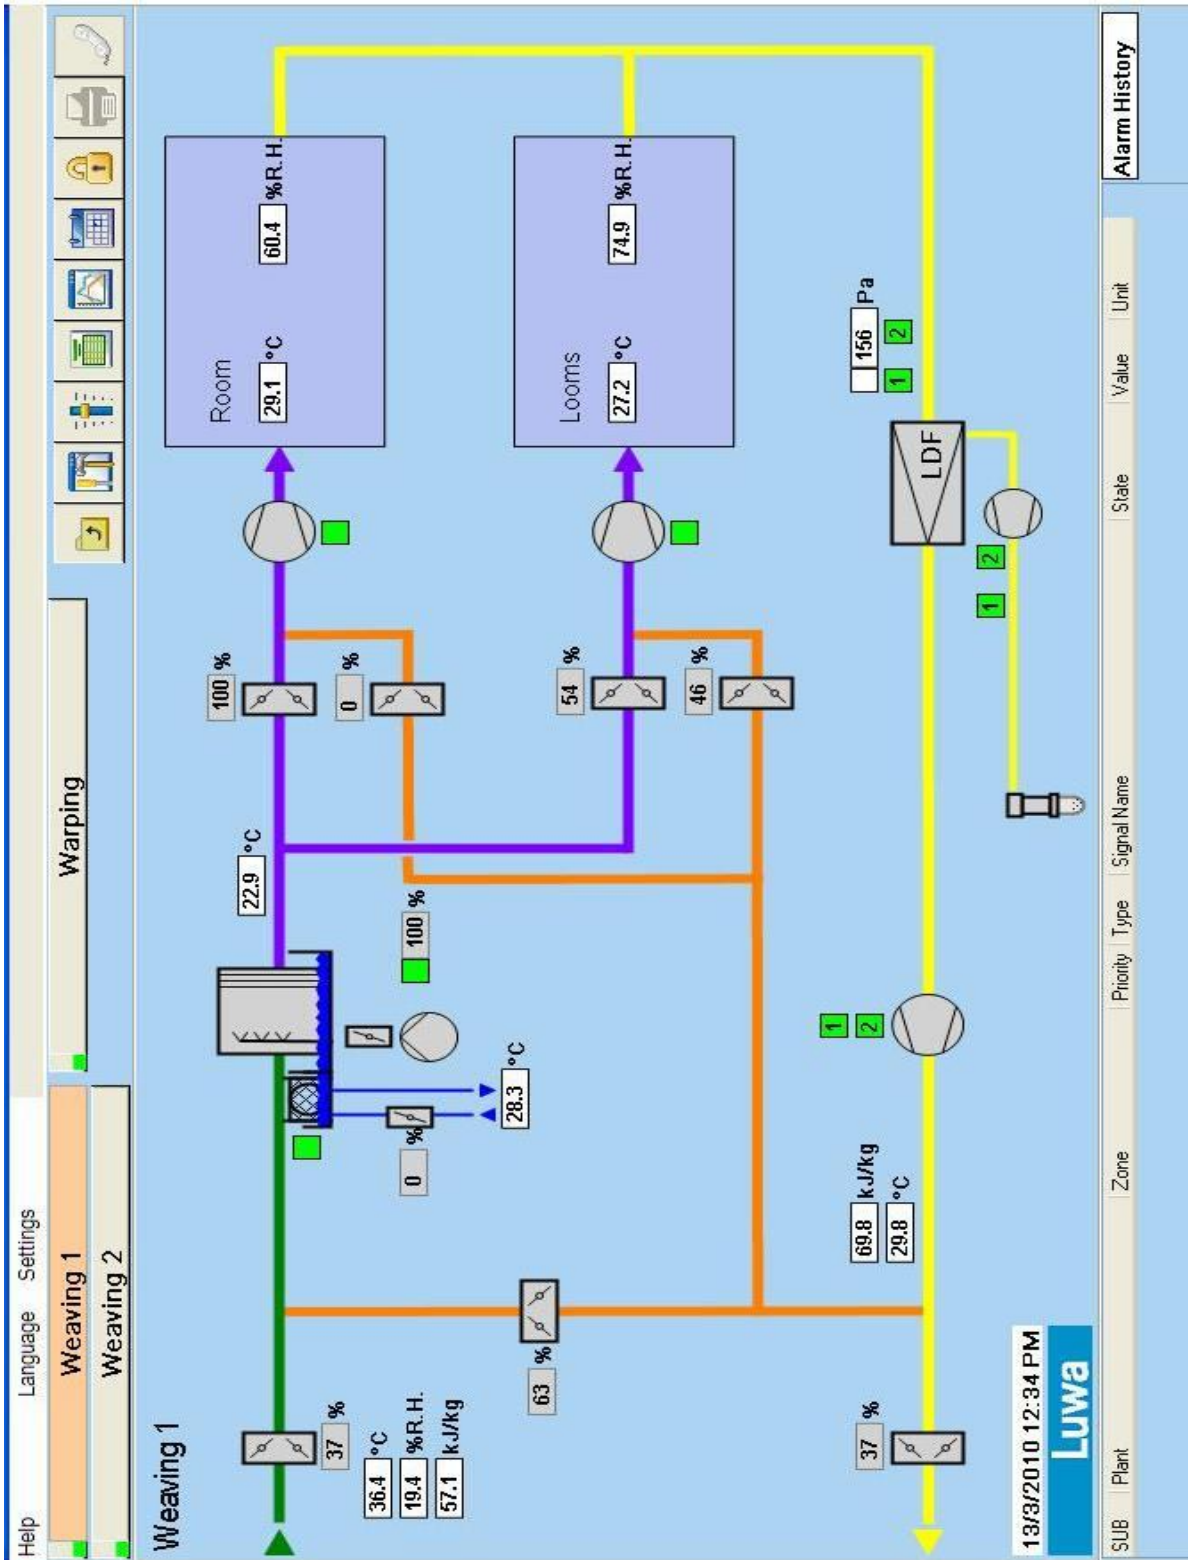 Help Language Settings
Weaving 1
Warping
Weaving 2
Weaving 1
100 %
0 %
22.9 °C
Room
29.1 °C
60.4 %R.H.
54 %
46 %
Looms
27.2 °C
74.9 %R.H.
37 %
36.4 °C
19.4 %R.H.
57.1 kJ/kg
0 %
28.3 °C
100 %
63 %
69.8 kJ/kg
29.8 °C
1
2
156 Pa
1 2
LDF
1 2
37 %
13/3/2010 12:34 PM
Luwa
Alarm History
SUB Plant Zone Priority Type Signal Name State Value Unit